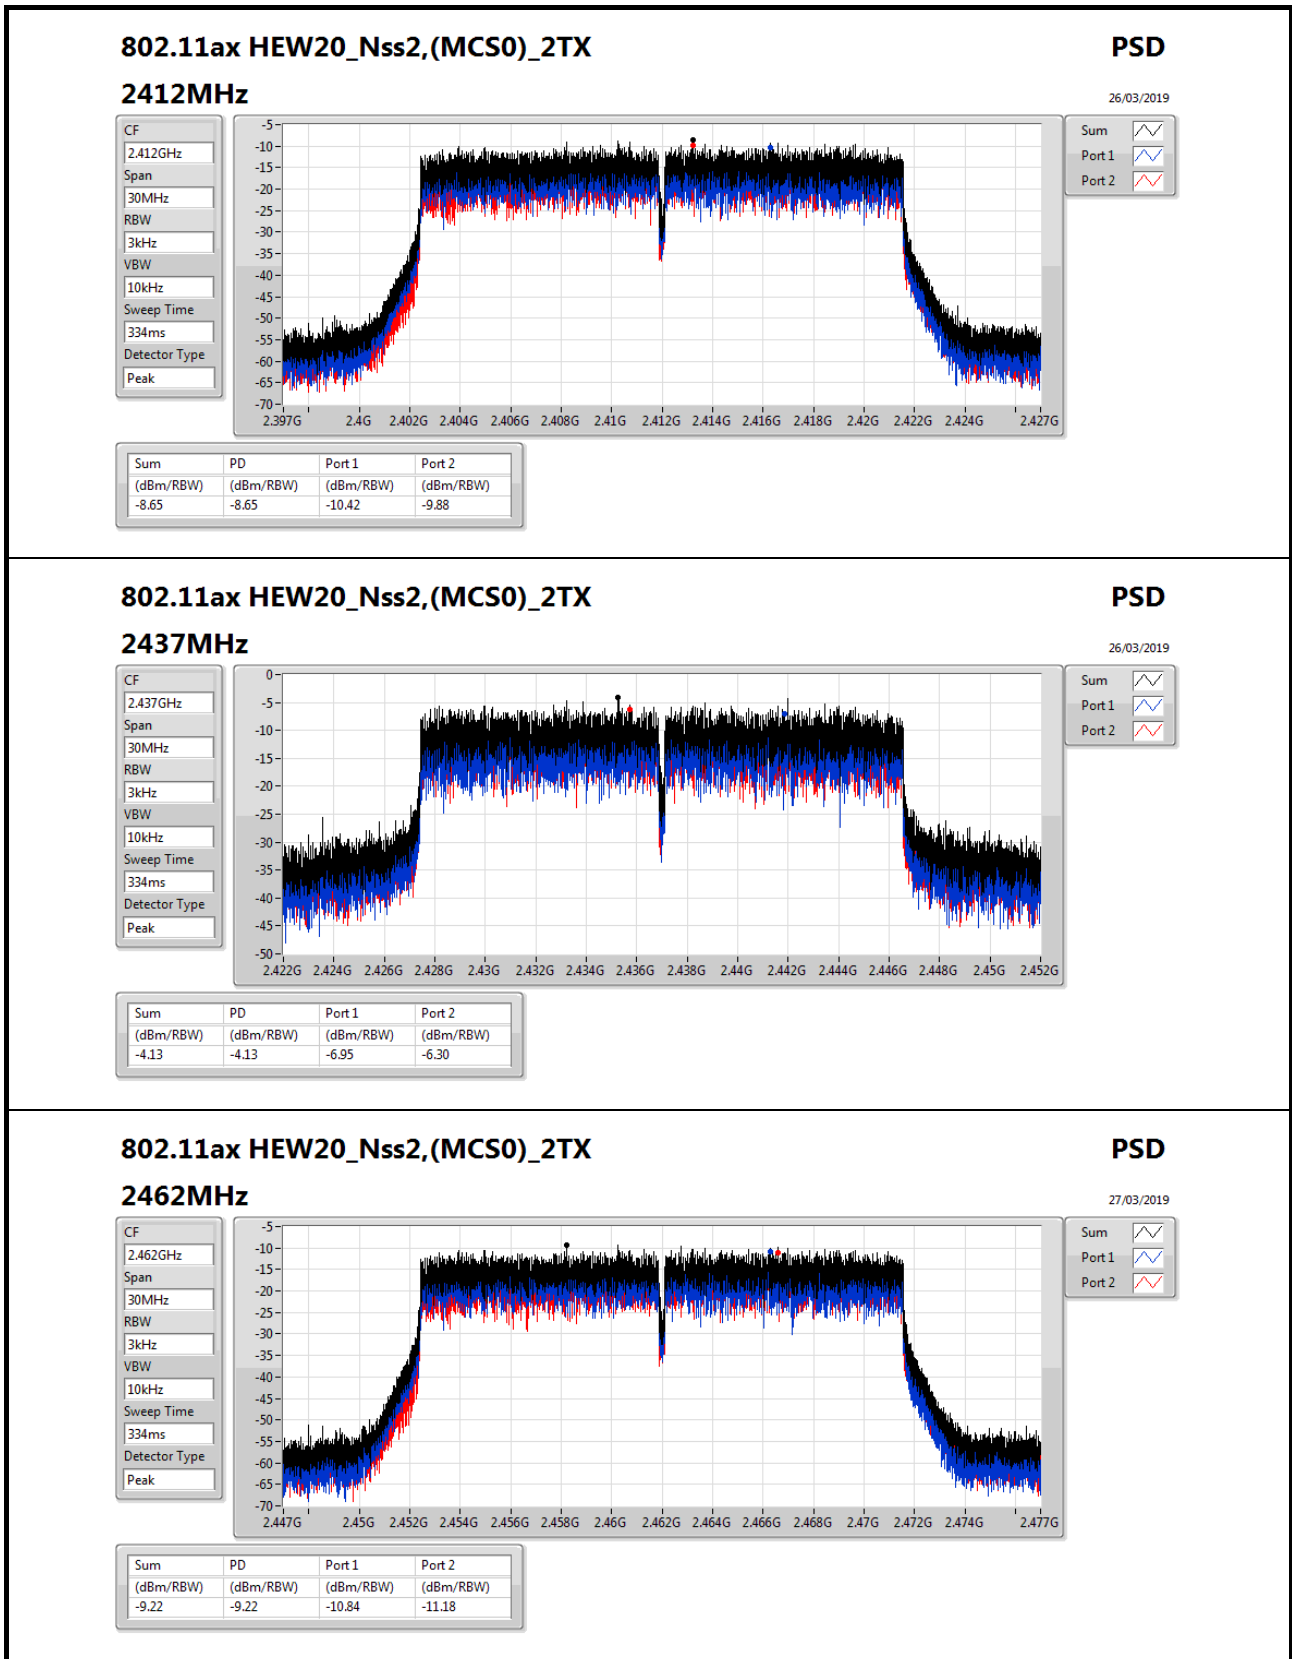 802.11ax HEW20_Nss2,(MCS0)_2TX PSD
2412MHz 26/03/2019
CF
2.412GHz
Span
30MHz
RBW
3kHz
VBW
10kHz
Sweep Time
334ms
Detector Type
Peak
-5
-10
-15
-20
-25
-30
-35
-40
-45
-50
-55
-60
-65
-70
2.397G 2.4G 2.402G 2.404G 2.406G 2.408G 2.41G 2.412G 2.414G 2.416G 2.418G 2.42G 2.422G 2.424G 2.427G
Sum
Port 1
Port 2
Sum PD Port 1 Port 2
(dBm/RBW) (dBm/RBW) (dBm/RBW) (dBm/RBW)
-8.65 -8.65 -10.42 -9.88
802.11ax HEW20_Nss2,(MCS0)_2TX PSD
2437MHz 26/03/2019
CF
2.437GHz
Span
30MHz
RBW
3kHz
VBW
10kHz
Sweep Time
334ms
Detector Type
Peak
0
-5
-10
-15
-20
-25
-30
-35
-40
-45
-50
2.422G 2.424G 2.426G 2.428G 2.43G 2.432G 2.434G 2.436G 2.438G 2.44G 2.442G 2.444G 2.446G 2.448G 2.45G 2.452G
Sum
Port 1
Port 2
Sum PD Port 1 Port 2
(dBm/RBW) (dBm/RBW) (dBm/RBW) (dBm/RBW)
-4.13 -4.13 -6.95 -6.30
802.11ax HEW20_Nss2,(MCS0)_2TX PSD
2462MHz 27/03/2019
CF
2.462GHz
Span
30MHz
RBW
3kHz
VBW
10kHz
Sweep Time
334ms
Detector Type
Peak
-5
-10
-15
-20
-25
-30
-35
-40
-45
-50
-55
-60
-65
-70
2.447G 2.45G 2.452G 2.454G 2.456G 2.458G 2.46G 2.462G 2.464G 2.466G 2.468G 2.47G 2.472G 2.474G 2.477G
Sum
Port 1
Port 2
Sum PD Port 1 Port 2
(dBm/RBW) (dBm/RBW) (dBm/RBW) (dBm/RBW)
-9.22 -9.22 -10.84 -11.18